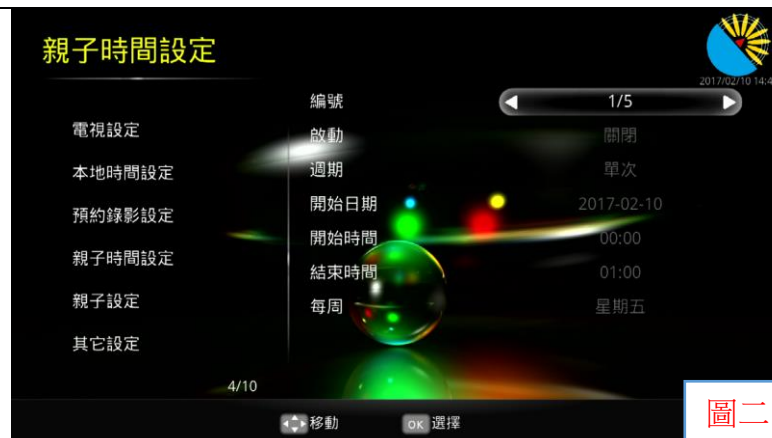 親子時間設定
2017/02/10 14:4
電視設定
本地時間設定
預約錄影設定
親子時間設定
親子設定
其它設定
4/10
編號 1/5
啟動 關閉
週期 單次
開始日期 2017-02-10
開始時間 00:00
結束時間 01:00
每周 星期五
移動 OK 選擇
圖二